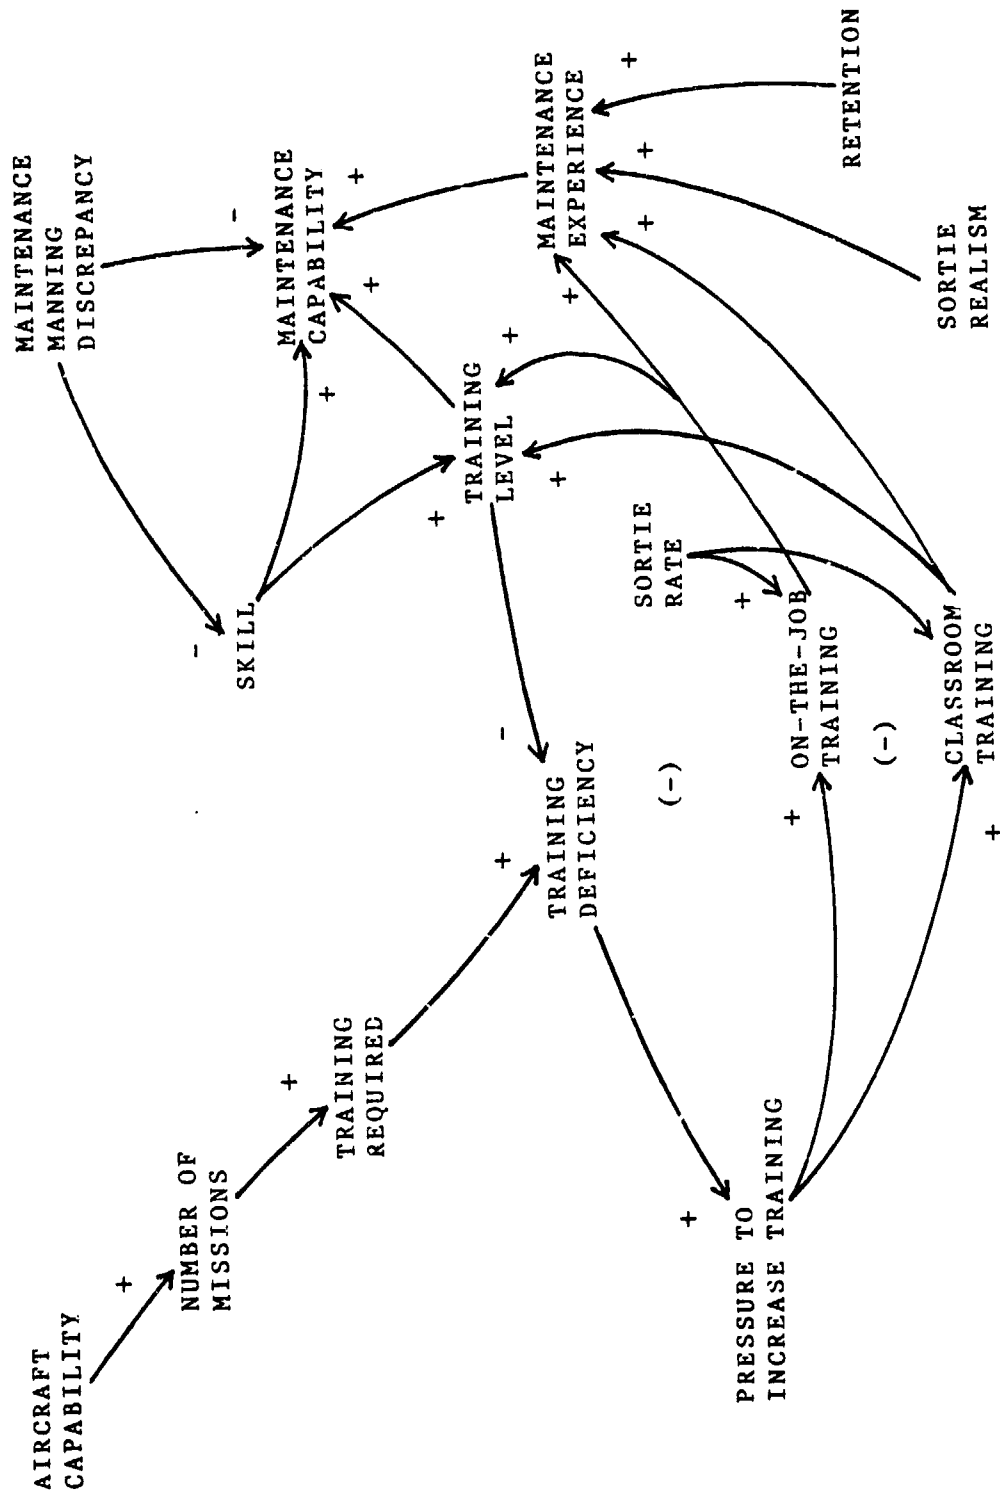 AIRCRAFT
CAPABILITY
+
NUMBER OF
MISSIONS
+
TRAINING
REQUIRED
+
TRAINING
DEFICIENCY
-
SKILL
-
MAINTENANCE
MANNING
DISCREPANCY
-
MAINTENANCE
CAPABILITY
+
+
+
TRAINING
LEVEL
+
+
+
MAINTENANCE
EXPERIENCE
+
+
+
+
RETENTION
SORTIE
REALISM
SORTIE
RATE
+
ON-THE-JOB
TRAINING
+
(-)
(-)
CLASSROOM
TRAINING
+
PRESSURE TO
INCREASE TRAINING
+